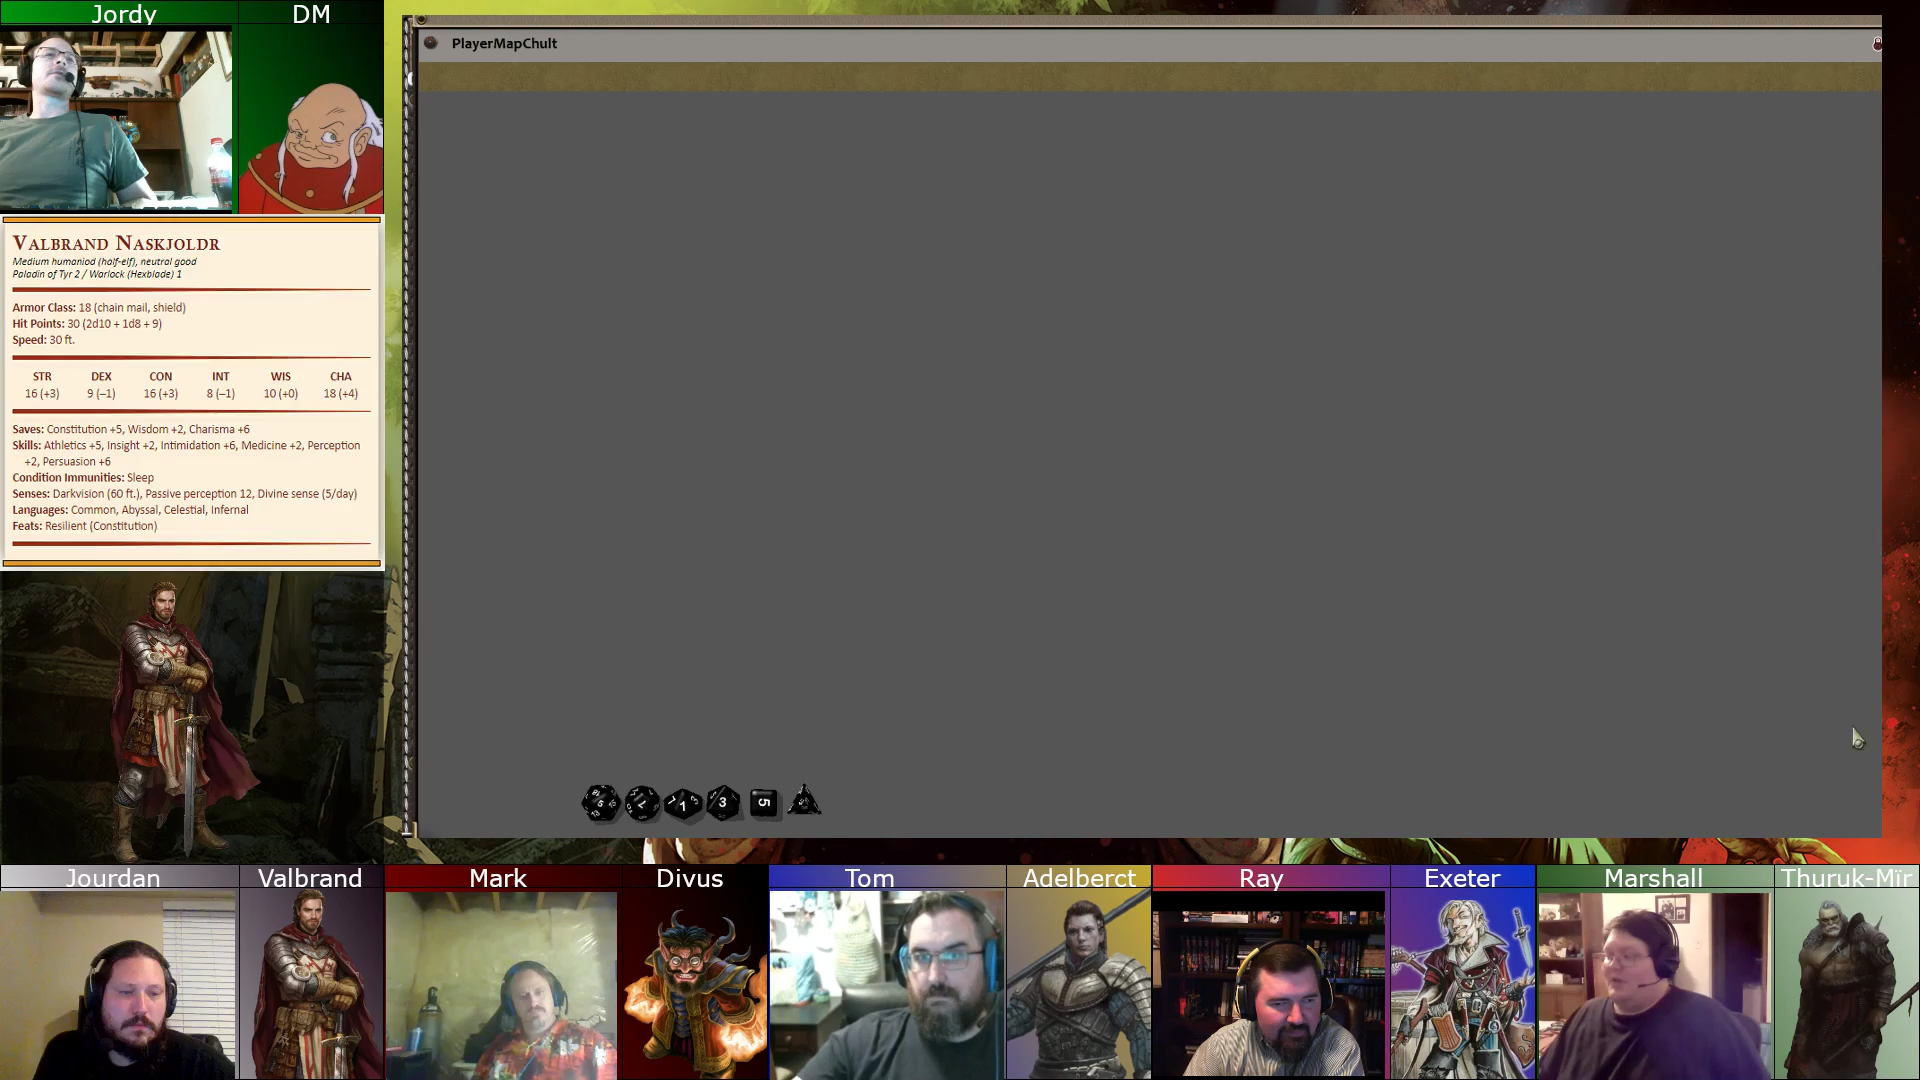 Jordy
DM
PlayerMapChult
Valbrand Naskjoldr
Medium humaniod (half-elf), neutral good
Paladin of Tyr 2 / Warlock (Hexblade) 1
Armor Class: 18 (chain mail, shield)
Hit Points: 30 (2d10 + 1d8 + 9)
Speed: 30 ft.
STR DEX CON INT WIS CHA
16 (+3) 9 (–1) 16 (+3) 8 (–1) 10 (+0) 18 (+4)
Saves: Constitution +5, Wisdom +2, Charisma +6
Skills: Athletics +5, Insight +2, Intimidation +6, Medicine +2, Perception
+2, Persuasion +6
Condition Immunities: Sleep
Senses: Darkvision (60 ft.), Passive perception 12, Divine sense (5/day)
Languages: Common, Abyssal, Celestial, Infernal
Feats: Resilient (Constitution)
1 3 5
Jourdan
Valbrand
Mark
Divus
Tom
Adelberct
Ray
Exeter
Marshall
Thuruk-Mïr